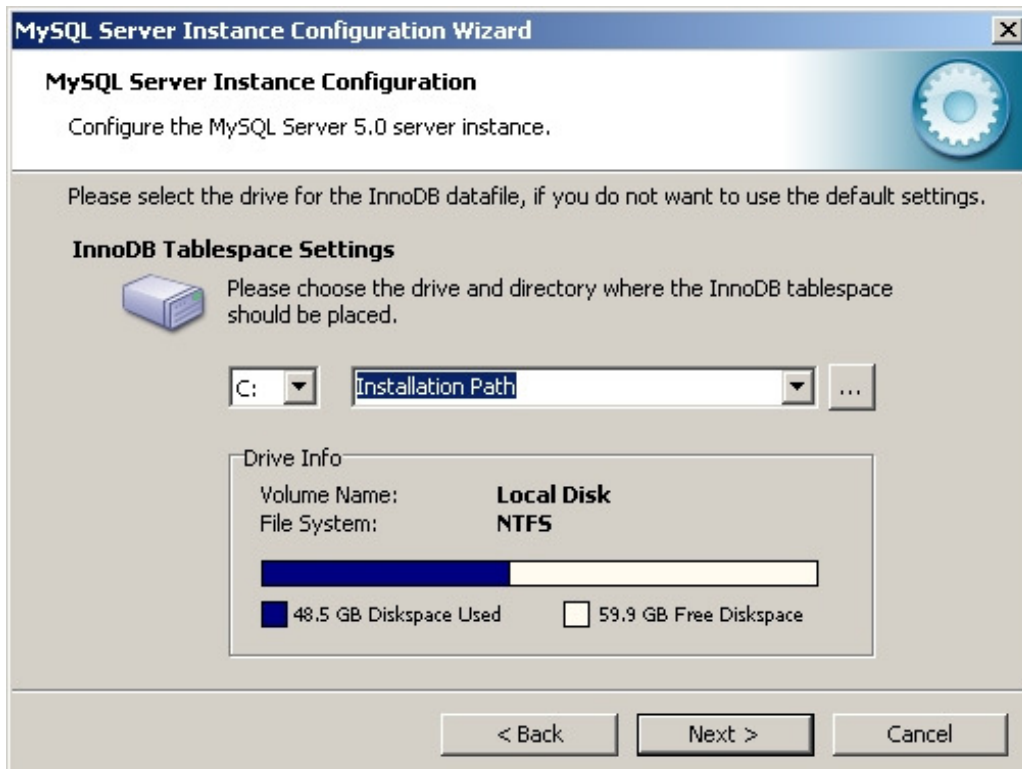 MySQL Server Instance Configuration Wizard
MySQL Server Instance Configuration
Configure the MySQL Server 5.0 server instance.
Please select the drive for the InnoDB datafile, if you do not want to use the default settings.
InnoDB Tablespace Settings
Please choose the drive and directory where the InnoDB tablespace
should be placed.
C: Installation Path ...
Drive Info
Volume Name: Local Disk
File System: NTFS
48.5 GB Diskspace Used 59.9 GB Free Diskspace
< Back Next > Cancel